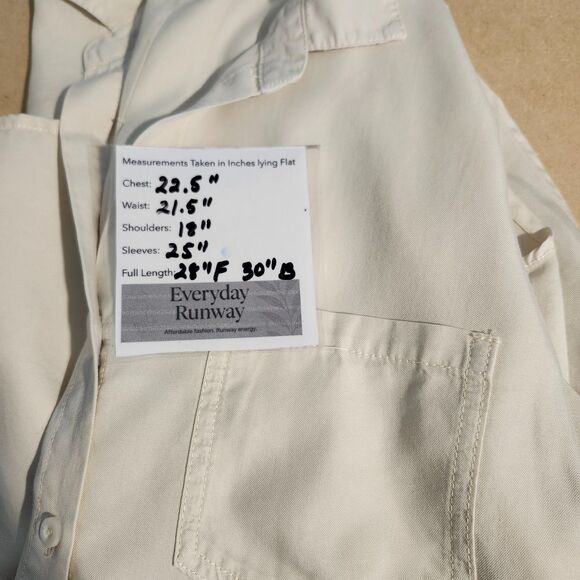 Measurements Taken in Inches lying Flat
Chest: 22.5"
Waist: 21.5"
Shoulders: 18"
Sleeves: 25"
Full Length: 28"F 30"B
Everyday
Runway
Affordable fashion. Runway energy.